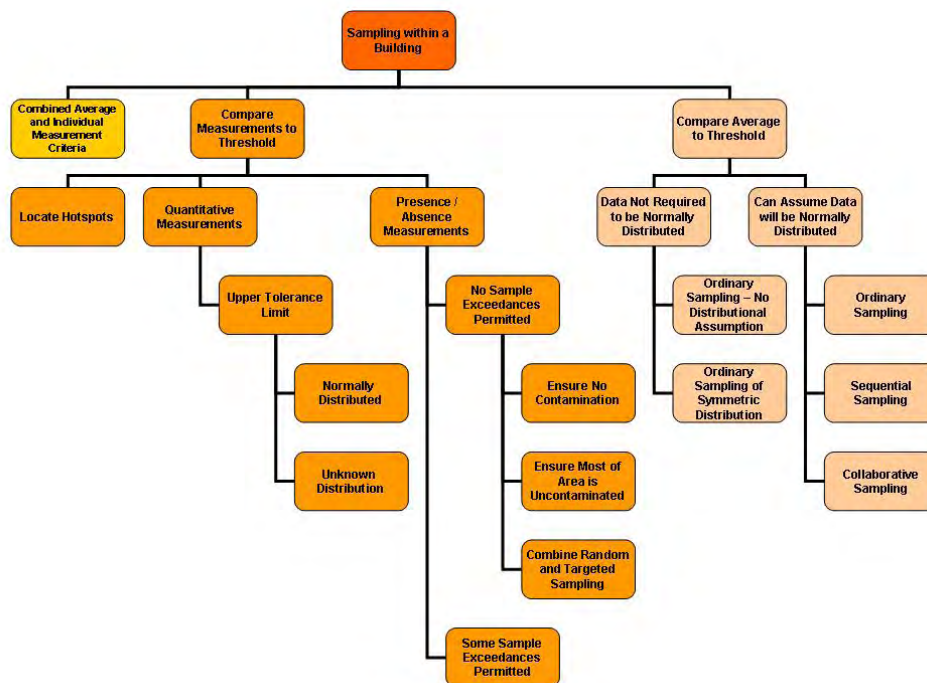 Sampling within a
Building
Combined Average
and Individual
Measurement
Criteria
Compare
Measurements to
Threshold
Compare Average
to Threshold
Locate Hotspots
Quantitative
Measurements
Presence /
Absence
Measurements
Data Not Required
to be Normally
Distributed
Can Assume Data
will be Normally
Distributed
Upper Tolerance
Limit
No Sample
Exceedances
Permitted
Ordinary
Sampling – No
Distributional
Assumption
Ordinary
Sampling
Normally
Distributed
Ensure No
Contamination
Ordinary
Sampling of
Symmetric
Distribution
Sequential
Sampling
Unknown
Distribution
Ensure Most of
Area is
Uncontaminated
Collaborative
Sampling
Combine Random
and Targeted
Sampling
Some Sample
Exceedances
Permitted